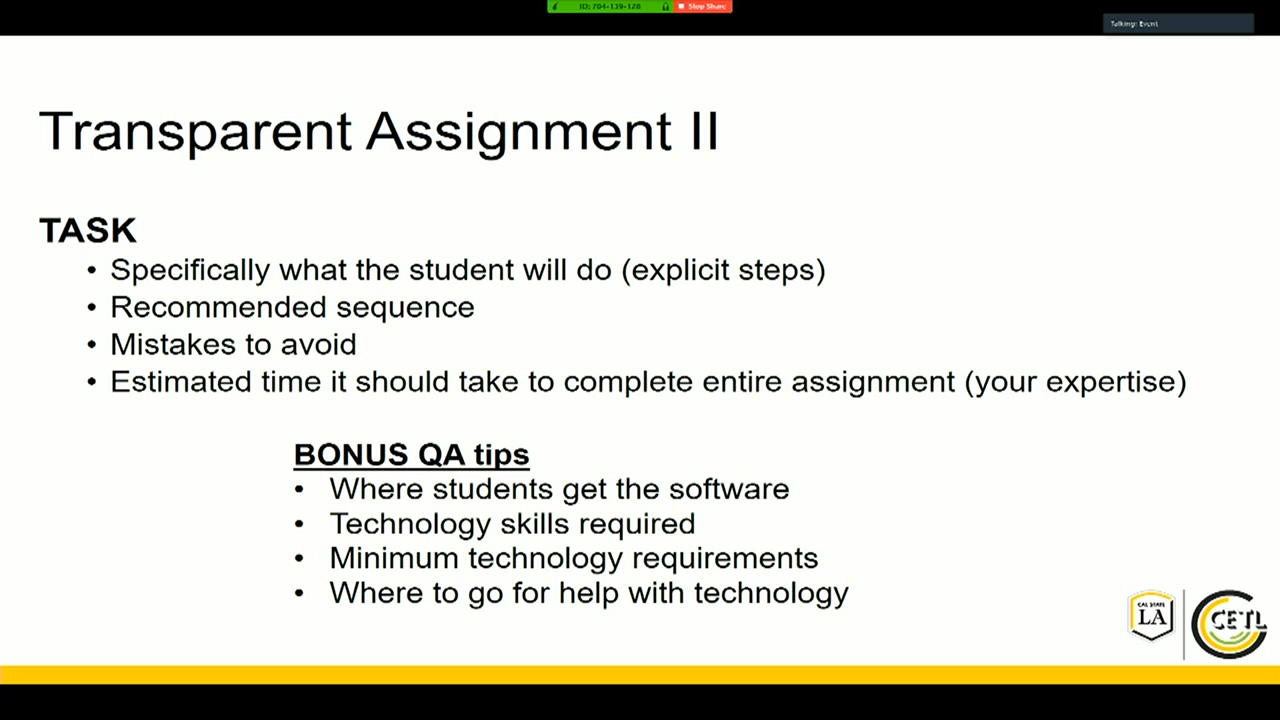 ID: 704-139-128
Stop Share
Talking: Event
Transparent Assignment II
TASK
• Specifically what the student will do (explicit steps)
• Recommended sequence
• Mistakes to avoid
• Estimated time it should take to complete entire assignment (your expertise)
BONUS QA tips
• Where students get the software
• Technology skills required
• Minimum technology requirements
• Where to go for help with technology
CAL STATE
LA
CETL